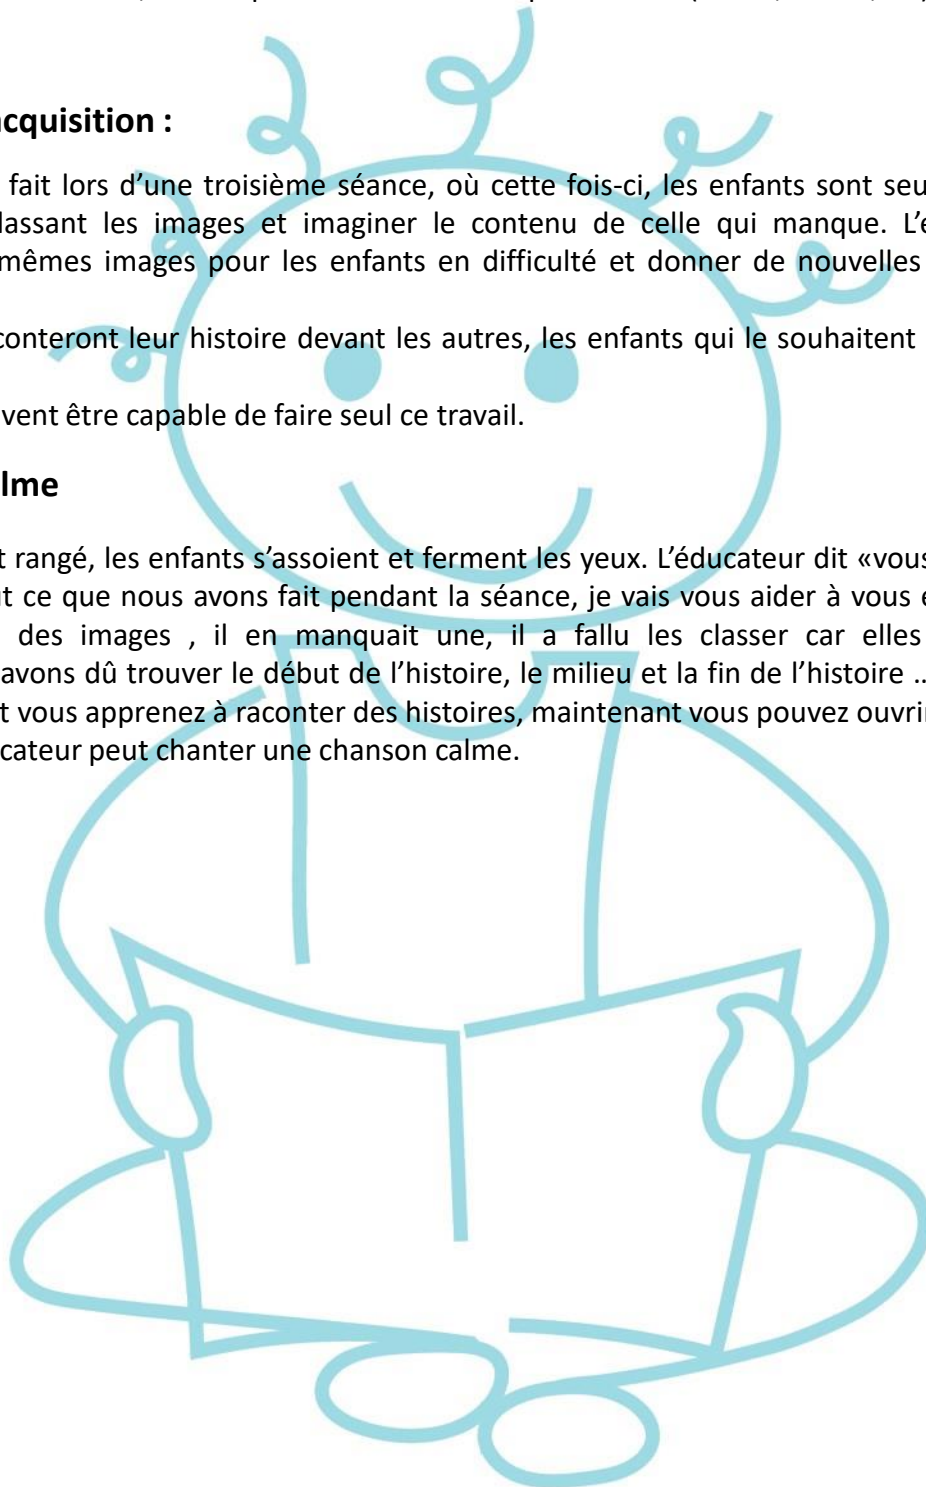 cquisition :
fait lors d’une troisième séance, où cette fois-ci, les enfants sont seu
lassant les images et imaginer le contenu de celle qui manque. L’é
mêmes images pour les enfants en difficulté et donner de nouvelles
conteront leur histoire devant les autres, les enfants qui le souhaitent
vent être capable de faire seul ce travail.
lme
t rangé, les enfants s’assoient et ferment les yeux. L’éducateur dit «vous
ut ce que nous avons fait pendant la séance, je vais vous aider à vous e
des images , il en manquait une, il a fallu les classer car elles
avons dû trouver le début de l’histoire, le milieu et la fin de l’histoire ..
t vous apprenez à raconter des histoires, maintenant vous pouvez ouvrir
cateur peut chanter une chanson calme.